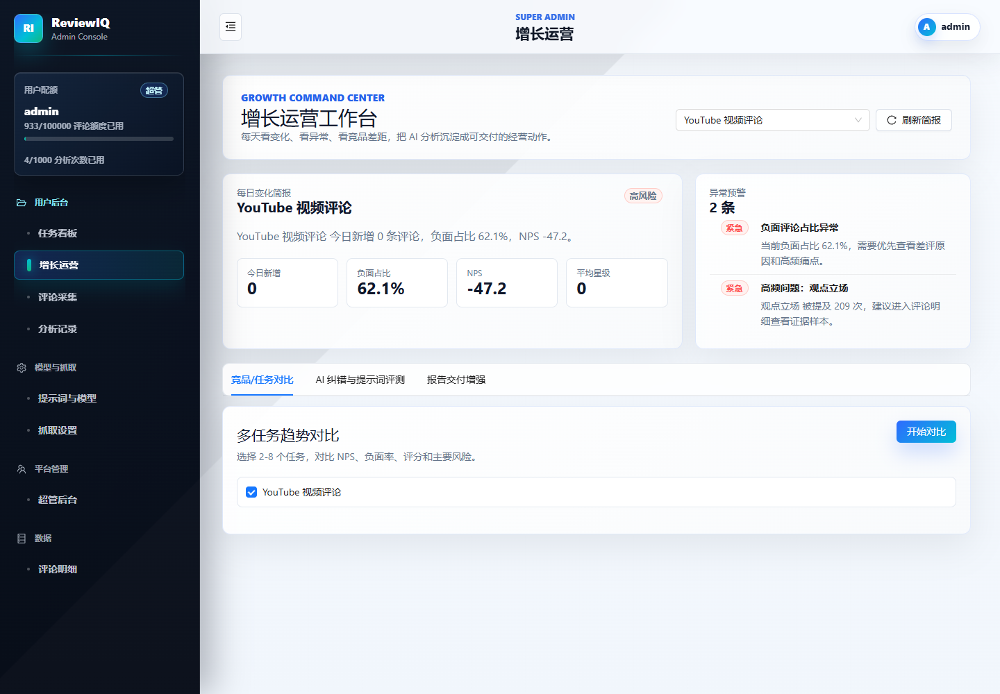 RI
ReviewIQ
Admin Console
用户配额
超管
admin
933/100000 评论额度已用
4/1000 分析次数已用
用户后台
任务看板
增长运营
评论采集
分析记录
模型与抓取
提示词与模型
抓取设置
平台管理
超管后台
数据
评论明细
SUPER ADMIN
增长运营
A
admin
GROWTH COMMAND CENTER
增长运营工作台
每天看变化、看异常、看竞品差距，把 AI 分析沉淀成可交付的经营动作。
YouTube 视频评论
刷新简报
每日变化简报
YouTube 视频评论
高风险
YouTube 视频评论 今日新增 0 条评论，负面占比 62.1%，NPS -47.2。
今日新增
0
负面占比
62.1%
NPS
-47.2
平均星级
0
异常预警
2 条
紧急
负面评论占比异常
当前负面占比 62.1%，需要优先查看差评原
因和高频痛点。
紧急
高频问题：观点立场
观点立场 被提及 209 次，建议进入评论明
细查看证据样本。
竞品/任务对比
AI 纠错与提示词评测
报告交付增强
多任务趋势对比
选择 2-8 个任务，对比 NPS、负面率、评分和主要风险。
开始对比
YouTube 视频评论